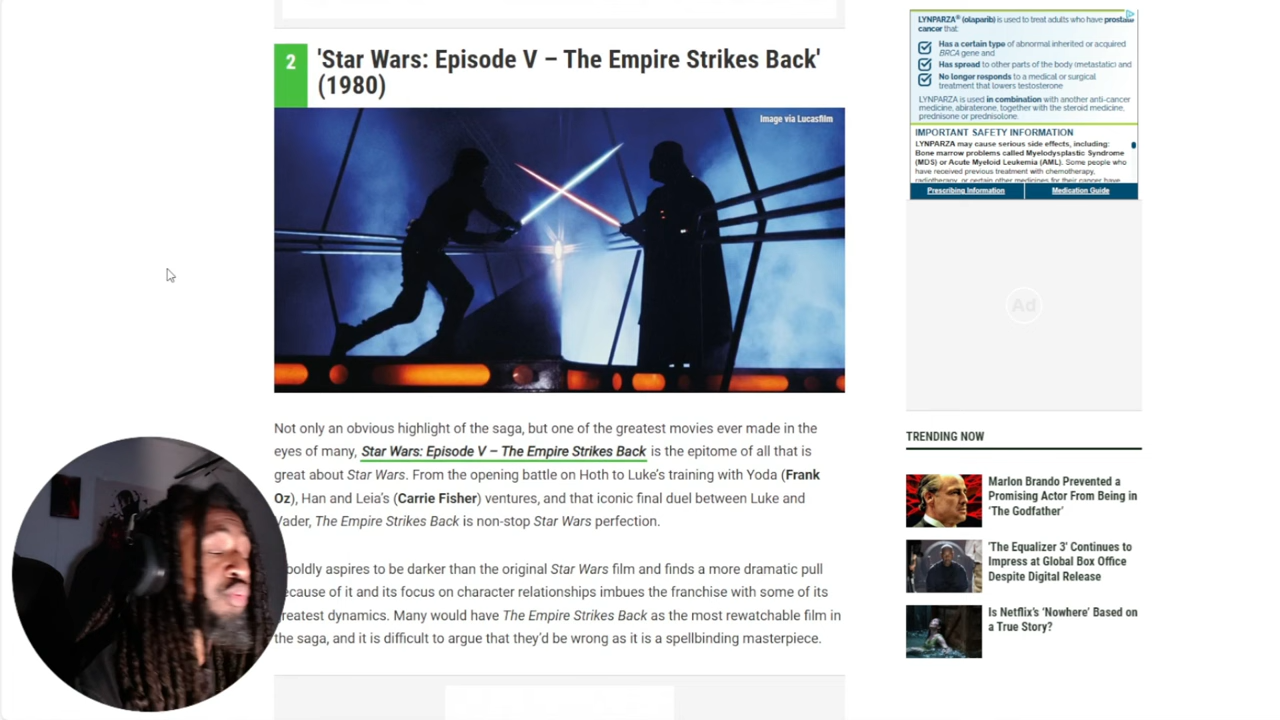 2
'Star Wars: Episode V – The Empire Strikes Back'
(1980)
Image via Lucasfilm
Not only an obvious highlight of the saga, but one of the greatest movies ever made in the
eyes of many, Star Wars: Episode V – The Empire Strikes Back is the epitome of all that is
great about Star Wars. From the opening battle on Hoth to Luke's training with Yoda (Frank
Oz), Han and Leia's (Carrie Fisher) ventures, and that iconic final duel between Luke and
Vader, The Empire Strikes Back is non-stop Star Wars perfection.
boldly aspires to be darker than the original Star Wars film and finds a more dramatic pull
because of it and its focus on character relationships imbues the franchise with some of its
greatest dynamics. Many would have The Empire Strikes Back as the most rewatchable film in
the saga, and it is difficult to argue that they'd be wrong as it is a spellbinding masterpiece.
LYNPARZA® (olaparib) is used to treat adults who have prostate
cancer that:
Has a certain type of abnormal inherited or acquired
BRCA gene and
Has spread to other parts of the body (metastatic) and
No longer responds to a medical or surgical
treatment that lowers testosterone
LYNPARZA is used in combination with another anti-cancer
medicine, abiraterone, together with the steroid medicine,
prednisone or prednisolone.
IMPORTANT SAFETY INFORMATION
LYNPARZA may cause serious side effects, including:
Bone marrow problems called Myelodysplastic Syndrome
(MDS) or Acute Myeloid Leukemia (AML). Some people who
have received previous treatment with chemotherapy,
radiotherapy, or certain other medicines for their cancer have
Prescribing Information
Medication Guide
Ad
TRENDING NOW
Marlon Brando Prevented a
Promising Actor From Being in
'The Godfather'
'The Equalizer 3' Continues to
Impress at Global Box Office
Despite Digital Release
Is Netflix's 'Nowhere' Based on
a True Story?